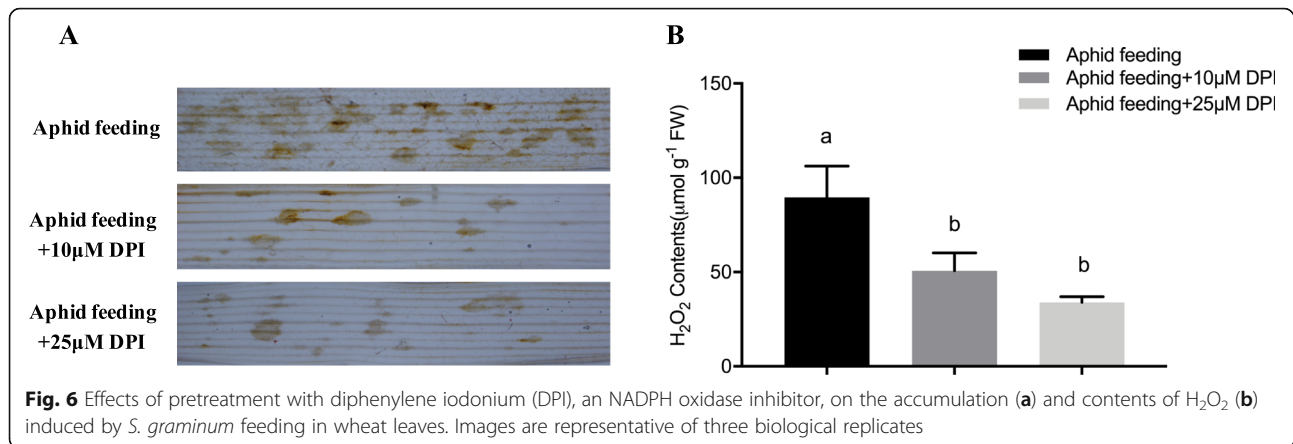 A
Aphid feeding
Aphid feeding
+10μM DPI
Aphid feeding
+25μM DPI
B
Aphid feeding
Aphid feeding+10μM DPI
Aphid feeding+25μM DPI
H₂O₂ Contents(μmol g⁻¹ FW)
150
100
50
0
a
b
b
Fig. 6 Effects of pretreatment with diphenylene iodonium (DPI), an NADPH oxidase inhibitor, on the accumulation (a) and contents of H₂O₂ (b)
induced by S. graminum feeding in wheat leaves. Images are representative of three biological replicates